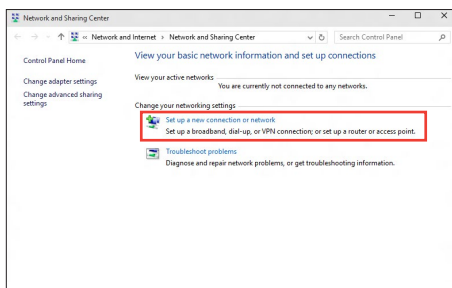 Network and Sharing Center
« Network and Internet › Network and Sharing Center
Search Control Panel
Control Panel Home
Change adapter settings
Change advanced sharing
settings
View your basic network information and set up connections
View your active networks
You are currently not connected to any networks.
Change your networking settings
Set up a new connection or network
Set up a broadband, dial-up, or VPN connection; or set up a router or access point.
Troubleshoot problems
Diagnose and repair network problems, or get troubleshooting information.